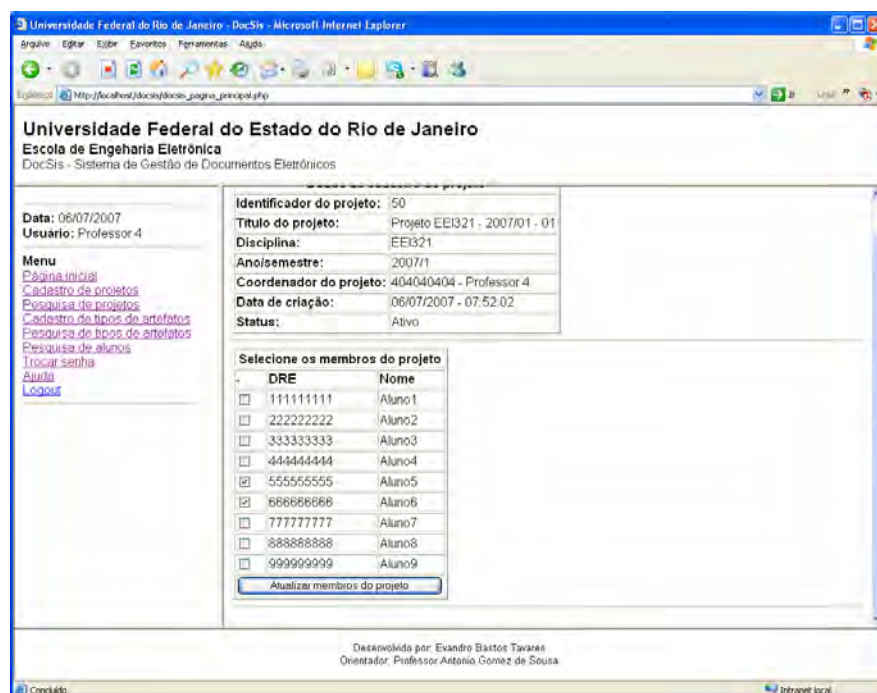 Universidade Federal do Rio de Janeiro - DocSis - Microsoft Internet Explorer
Arquivo Editar Exibir Favoritos Ferramentas Ajuda
Endereço http://localhost/docsis/docsis_pagina_principal.php
Universidade Federal do Estado do Rio de Janeiro
Escola de Engeharia Eletrônica
DocSis - Sistema de Gestão de Documentos Eletrônicos
Data: 06/07/2007
Usuário: Professor 4
Menu
Página inicial
Cadastro de projetos
Pesquisa de projetos
Cadastro de tipos de artefatos
Pesquisa de tipos de artefatos
Pesquisa de alunos
Trocar senha
Ajuda
Logout
Identificador do projeto: 50
Título do projeto: Projeto EEI321 - 2007/01 - 01
Disciplina: EEI321
Ano/semestre: 2007/1
Coordenador do projeto: 404040404 - Professor 4
Data de criação: 06/07/2007 - 07:52:02
Status: Ativo
Selecione os membros do projeto
- DRE Nome
111111111 Aluno1
222222222 Aluno2
333333333 Aluno3
444444444 Aluno4
555555555 Aluno5
666666666 Aluno6
777777777 Aluno7
888888888 Aluno8
999999999 Aluno9
Atualizar membros do projeto
Desenvolvido por: Evandro Bastos Tavares
Orientador: Professor Antonio Gomez de Sousa
Concluído
Intranet local